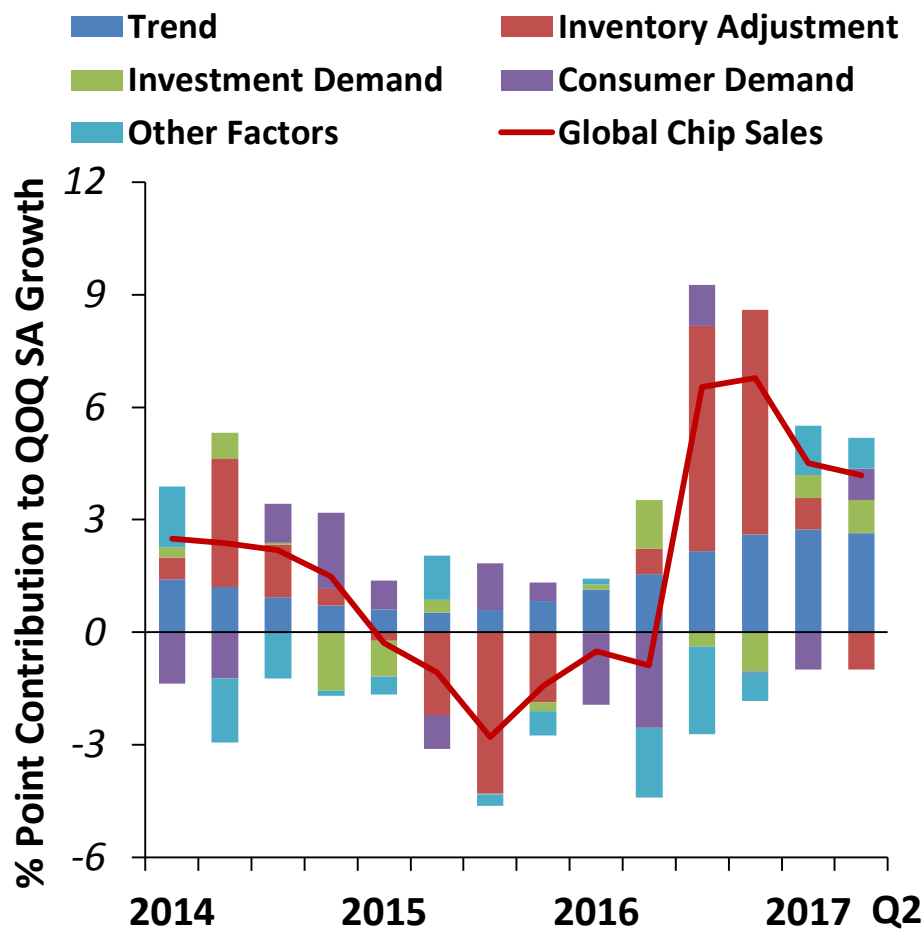 Trend Inventory Adjustment
Investment Demand Consumer Demand
Other Factors Global Chip Sales
% Point Contribution to QOQ SA Growth
12
9
6
3
0
-3
-6
2014 2015 2016 2017 Q2